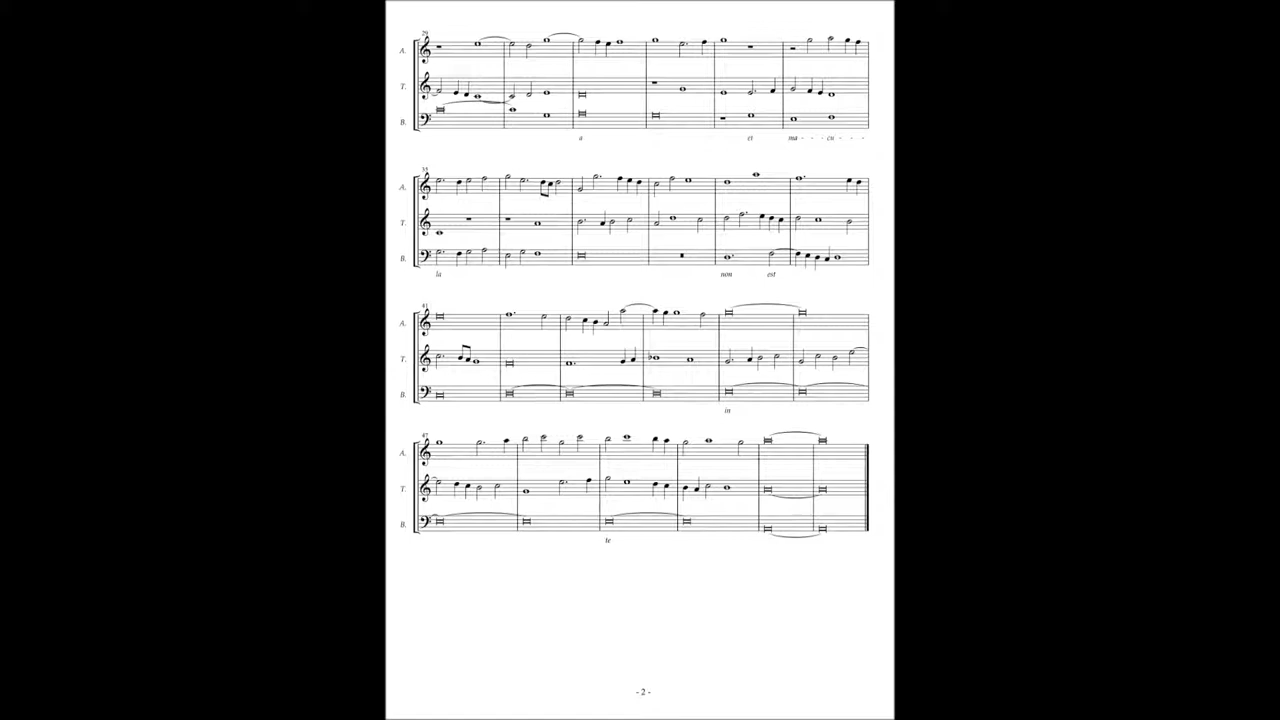 29
A.
T.
B.
a et ma - - - cu - - - -
35
A.
T.
B.
la non est
41
A.
T.
B.
in
47
A.
T.
B.
te
- 2 -